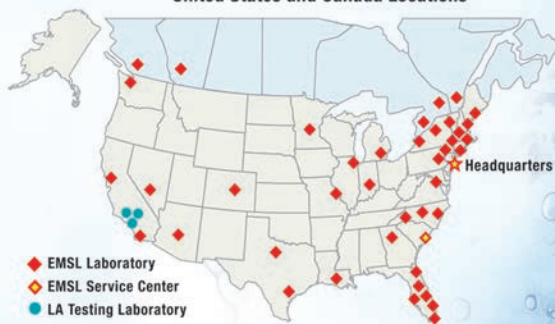 United States and Canada Locations
Headquarters
EMSL Laboratory
EMSL Service Center
LA Testing Laboratory